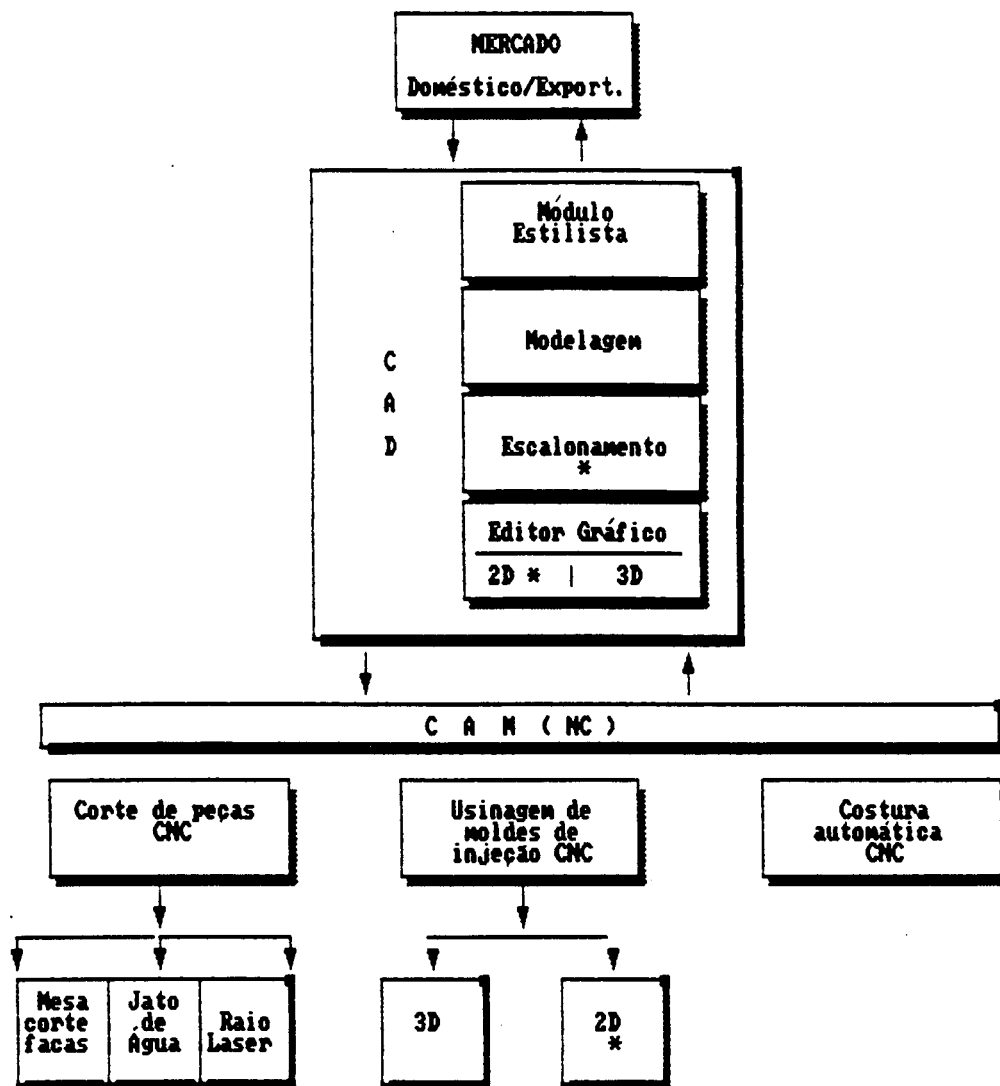 MERCADO
Doméstico/Export.
Módulo
Estilista
Modelagem
C
A
D
Escalonamento
*
Editor Gráfico
2D * | 3D
C A M ( NC )
Corte de peças
CNC
Usinagem de
moldes de
injeção CNC
Costura
automática
CNC
Mesa
corte
facas
Jato
de
Água
Raio
Laser
3D
2D
*